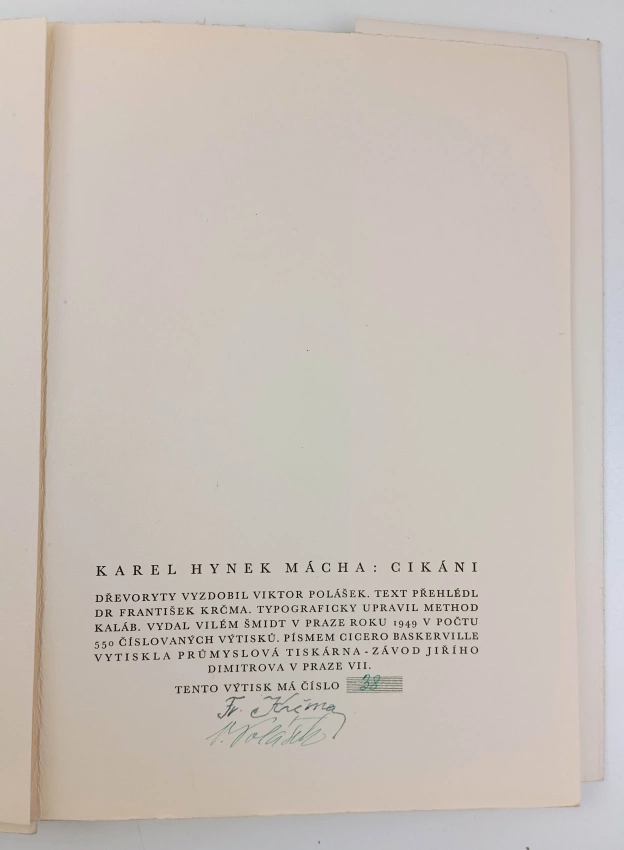 KAREL HYNEK MÁCHA: CIKÁNI
DŘEVORYTY VYZDOBIL VIKTOR POLÁŠEK. TEXT PŘEHLÉDL
DR FRANTIŠEK KRČMA. TYPOGRAFICKY UPRAVIL METHOD
KALÁB. VYDAL VILÉM ŠMIDT V PRAZE ROKU 1949 V POČTU
550 ČÍSLOVANÝCH VÝTISKŮ. PÍSMEM CICERO BASKERVILLE
VYTISKLA PRŮMYSLOVÁ TISKÁRNA - ZÁVOD JIŘÍHO
DIMITROVA V PRAZE VII.
TENTO VÝTISK MÁ ČÍSLO 38
Fr. Krčma
V. Polášek